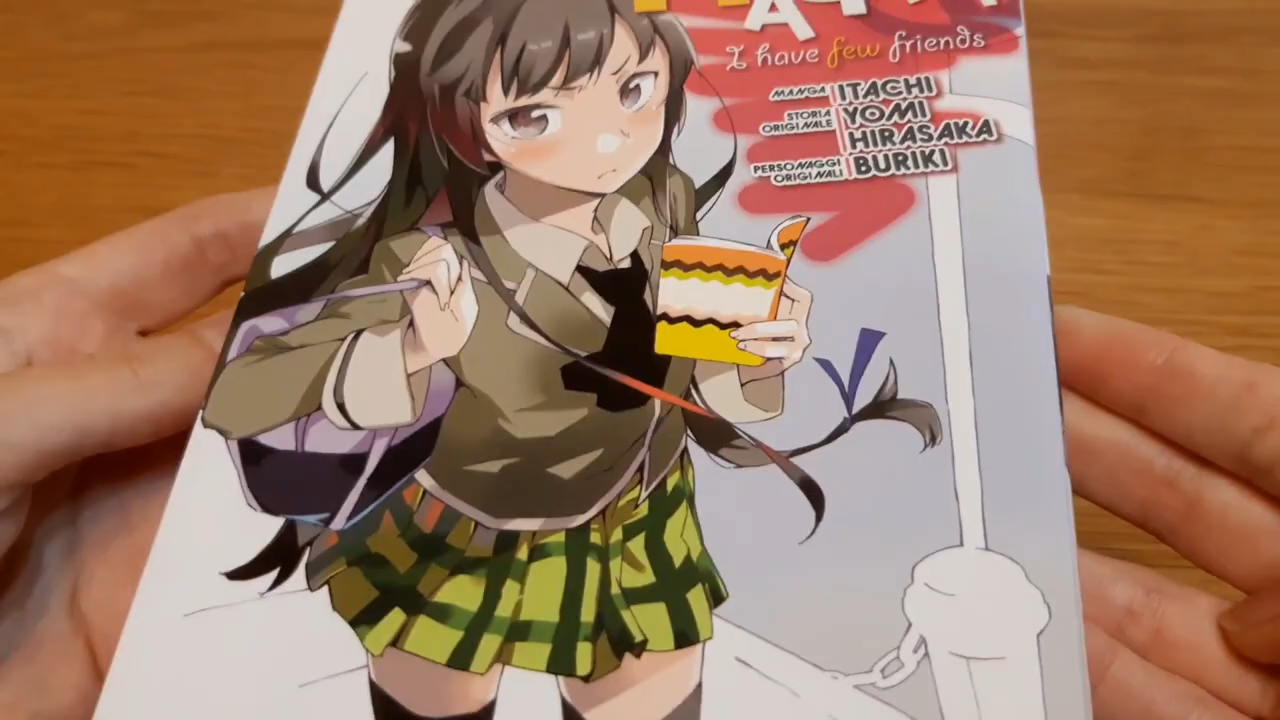 I have few friends
MANGA ITACHI
STORIA ORIGINALE YOMI HIRASAKA
PERSONAGGI ORIGINALI BURIKI